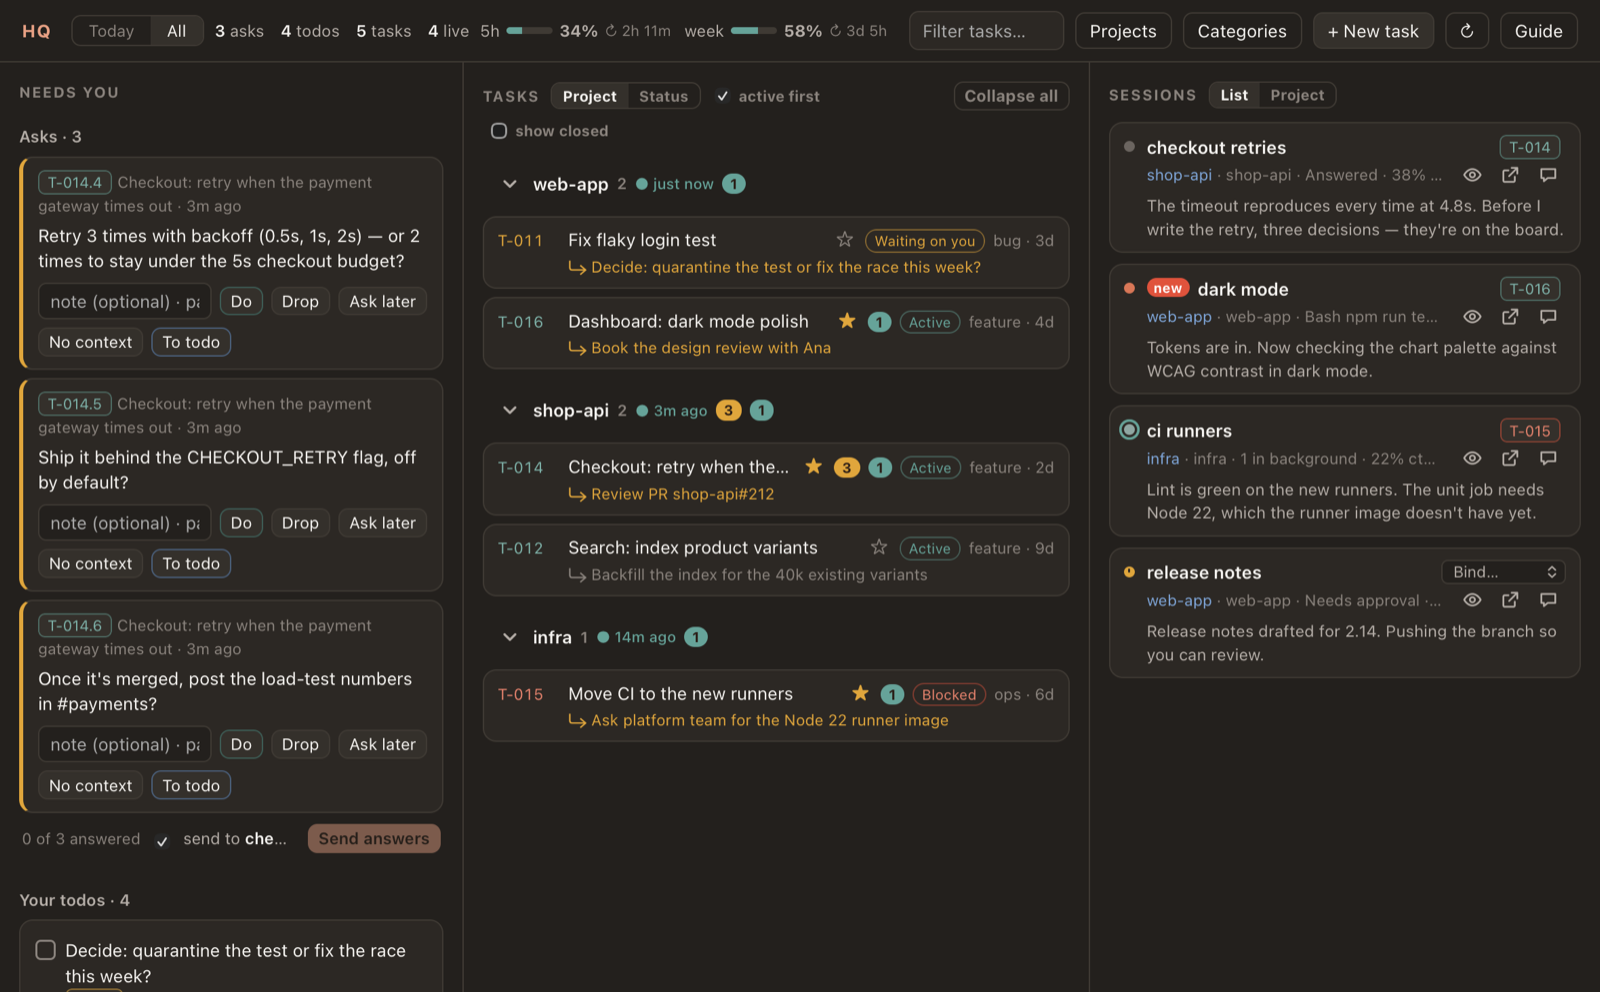 HQ Today All 3 asks 4 todos 5 tasks 4 live 5h 34% 2h 11m week 58% 3d 5h Filter tasks... Projects Categories + New task Guide
NEEDS YOU
Asks · 3
T-014.4 Checkout: retry when the payment
gateway times out · 3m ago
Retry 3 times with backoff (0.5s, 1s, 2s) — or 2
times to stay under the 5s checkout budget?
note (optional) · pa Do Drop Ask later
No context To todo
T-014.5 Checkout: retry when the payment
gateway times out · 3m ago
Ship it behind the CHECKOUT_RETRY flag, off
by default?
note (optional) · pa Do Drop Ask later
No context To todo
T-014.6 Checkout: retry when the payment
gateway times out · 3m ago
Once it's merged, post the load-test numbers
in #payments?
note (optional) · pa Do Drop Ask later
No context To todo
0 of 3 answered send to che... Send answers
Your todos · 4
Decide: quarantine the test or fix the race
this week?
TASKS Project Status active first Collapse all
show closed
web-app 2 just now 1
T-011 Fix flaky login test Waiting on you bug · 3d
Decide: quarantine the test or fix the race this week?
T-016 Dashboard: dark mode polish 1 Active feature · 4d
Book the design review with Ana
shop-api 2 3m ago 3 1
T-014 Checkout: retry when the... 3 1 Active feature · 2d
Review PR shop-api#212
T-012 Search: index product variants Active feature · 9d
Backfill the index for the 40k existing variants
infra 1 14m ago 1
T-015 Move CI to the new runners 1 Blocked ops · 6d
Ask platform team for the Node 22 runner image
SESSIONS List Project
checkout retries T-014
shop-api · shop-api · Answered · 38% ...
The timeout reproduces every time at 4.8s. Before I
write the retry, three decisions — they're on the board.
new dark mode T-016
web-app · web-app · Bash npm run te...
Tokens are in. Now checking the chart palette against
WCAG contrast in dark mode.
ci runners T-015
infra · infra · 1 in background · 22% ct...
Lint is green on the new runners. The unit job needs
Node 22, which the runner image doesn't have yet.
release notes Bind...
web-app · web-app · Needs approval ·...
Release notes drafted for 2.14. Pushing the branch so
you can review.